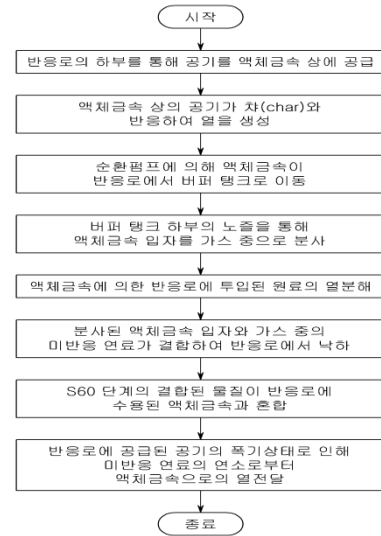 시작
반응로의 하부를 통해 공기를 액체금속 상에 공급
액체금속 상의 공기가 챠(char)와
반응하여 열을 생성
순환펌프에 의해 액체금속이
반응로에서 버퍼 탱크로 이동
버퍼 탱크 하부의 노즐을 통해
액체금속 입자를 가스 중으로 분사
액체금속에 의한 반응로에 투입된 원료의 열분해
분사된 액체금속 입자와 가스 중의
미반응 연료가 결합하여 반응로에서 낙하
S60 단계의 결합된 물질이 반응로에
수용된 액체금속과 혼합
반응로에 공급된 공기의 폭기상태로 인해
미반응 연료의 연소로부터
액체금속으로의 열전달
종료